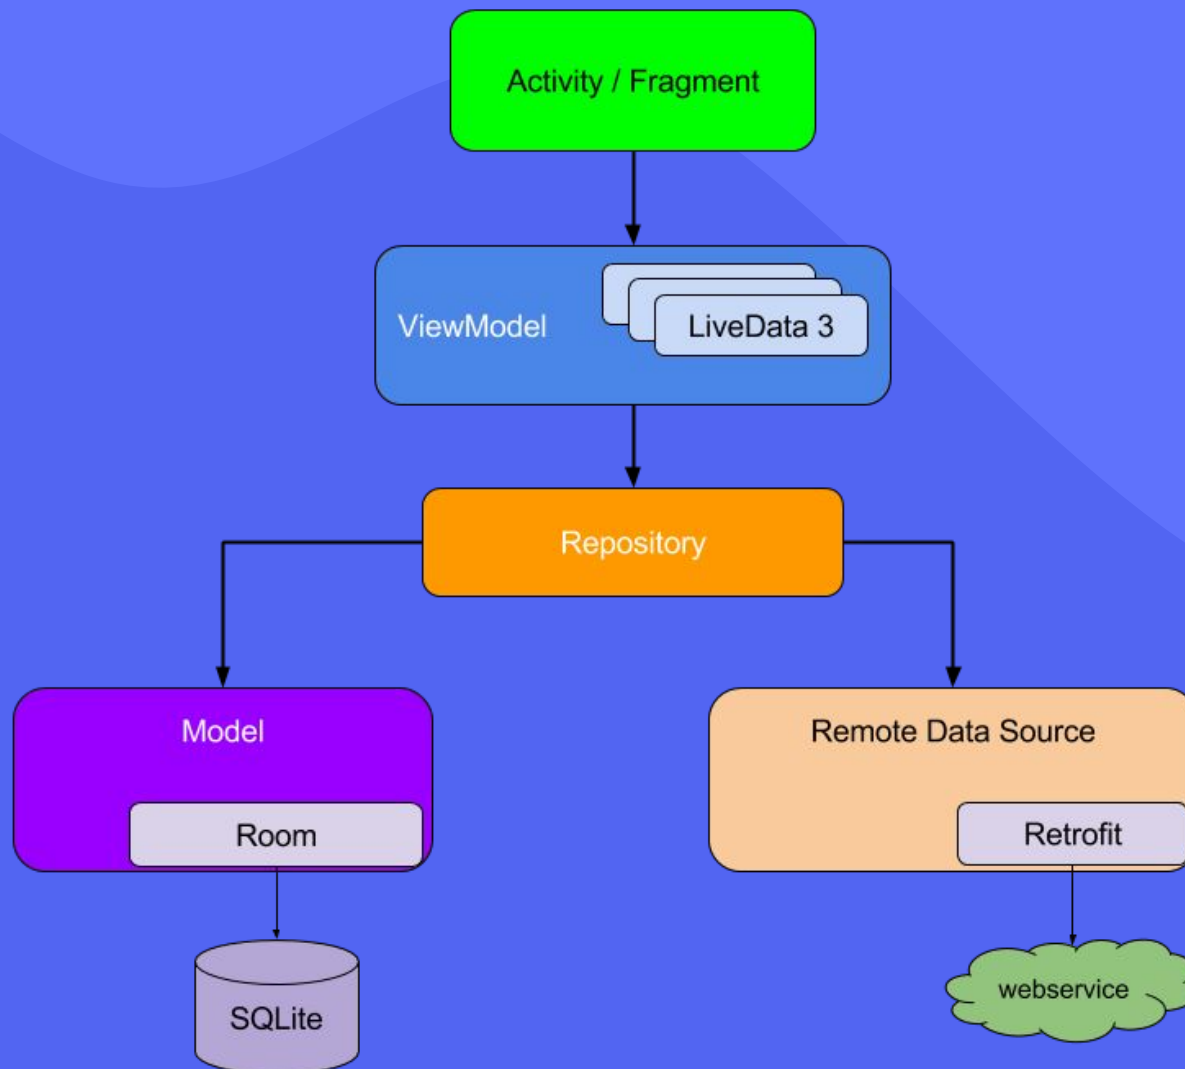 Activity / Fragment
ViewModel
LiveData 3
Repository
Model
Remote Data Source
Room
Retrofit
SQLite
webservice